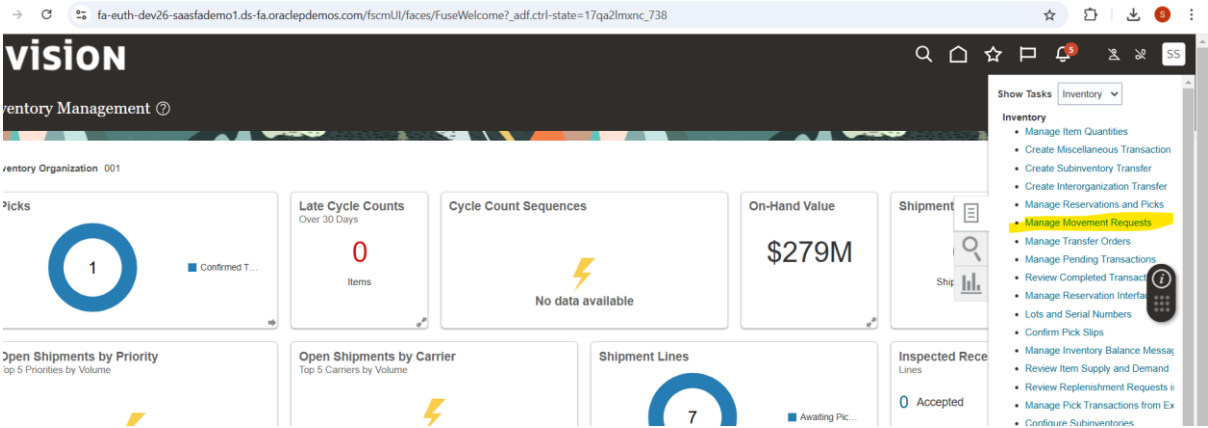 fa-euth-dev26-saasfademo1.ds-fa.oraclepdemos.com/fscmUI/faces/FuseWelcome?_adf.ctrl-state=17qa2lmxnc_738
S
vision
5
SS
ventory Management ?
Show Tasks Inventory
Inventory
Manage Item Quantities
Create Miscellaneous Transaction
Create Subinventory Transfer
Create Interorganization Transfer
Manage Reservations and Picks
Manage Movement Requests
Manage Transfer Orders
Manage Pending Transactions
Review Completed Transact
Manage Reservation Interfac
Lots and Serial Numbers
Confirm Pick Slips
Manage Inventory Balance Messag
Review Item Supply and Demand
Review Replenishment Requests i
Manage Pick Transactions from Ex
Configure Subinventories
ventory Organization 001
Picks
1
Confirmed T...
Late Cycle Counts
Over 30 Days
0
Items
Cycle Count Sequences
No data available
On-Hand Value
$279M
Shipment
Ship
Open Shipments by Priority
Top 5 Priorities by Volume
Open Shipments by Carrier
Top 5 Carriers by Volume
Shipment Lines
7
Awaiting Pic...
Inspected Rece
Lines
0 Accepted